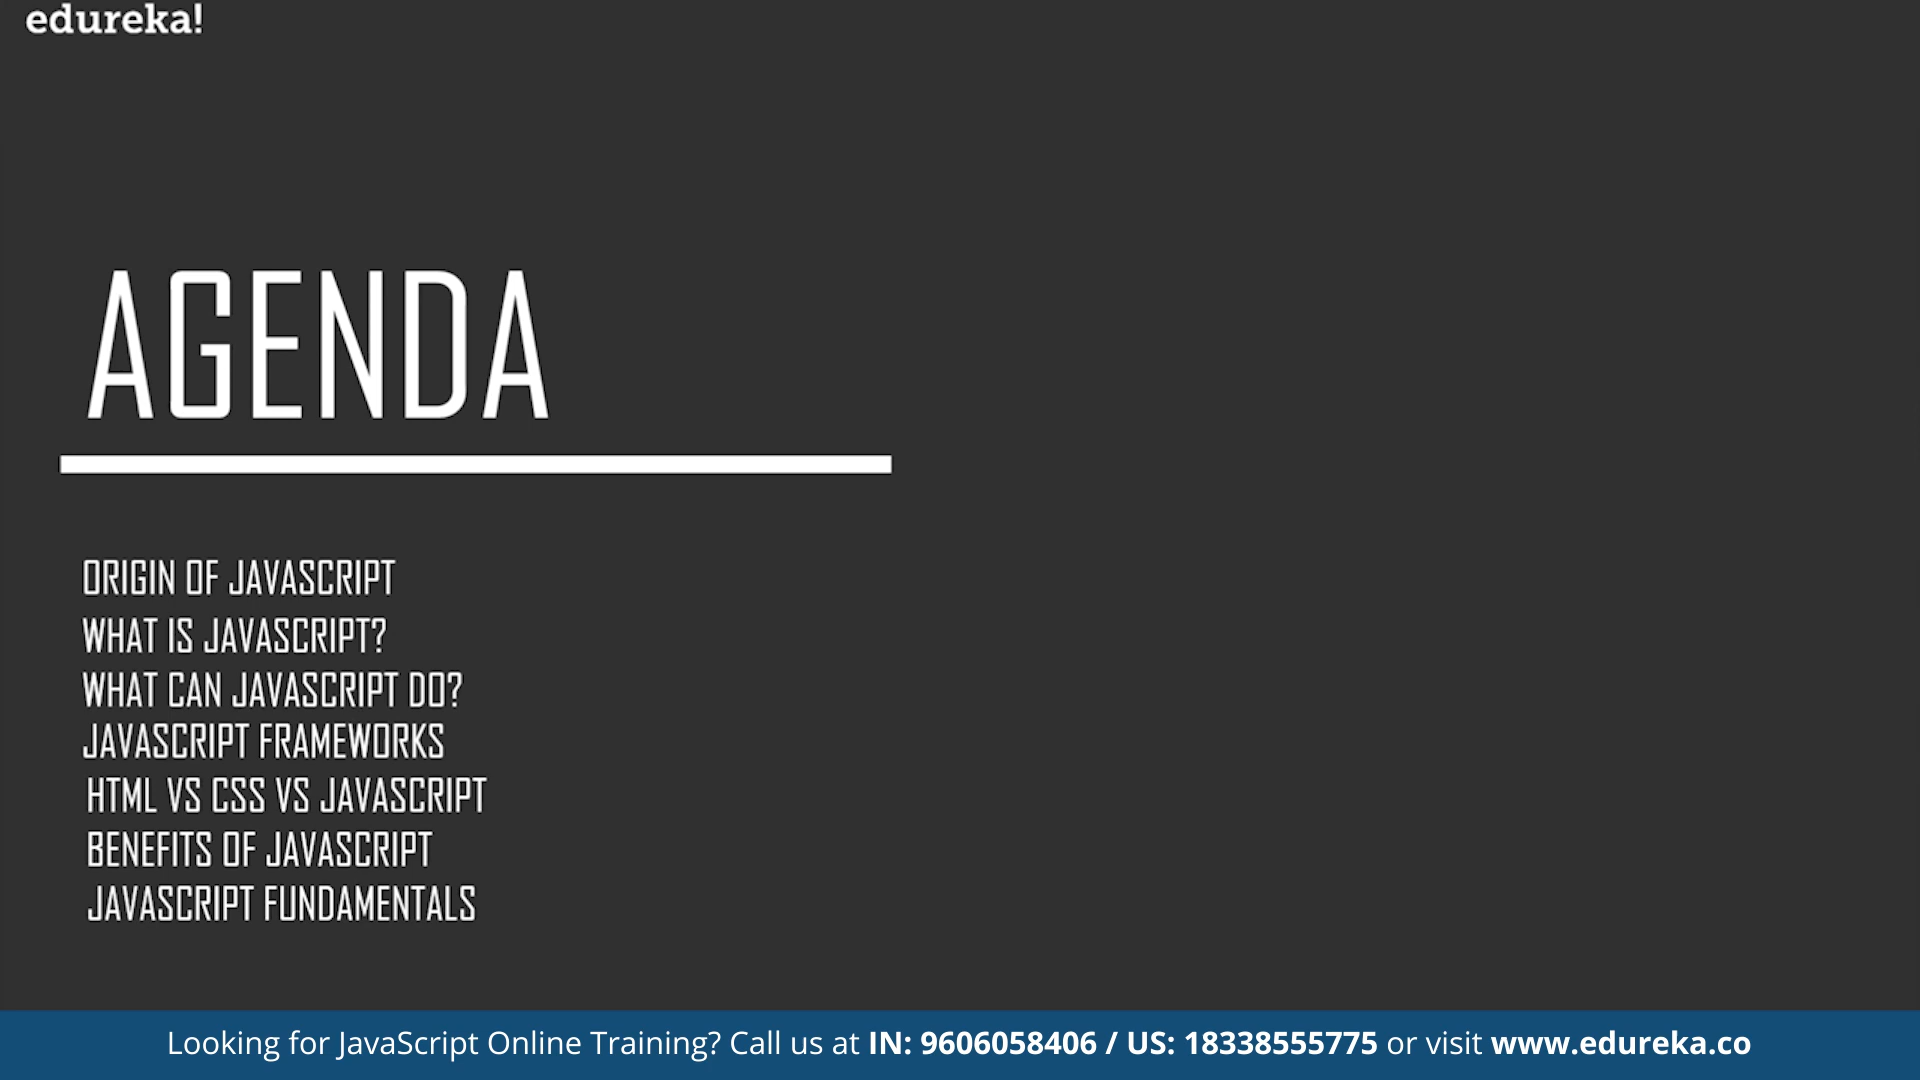 edureka!
AGENDA
ORIGIN OF JAVASCRIPT
WHAT IS JAVASCRIPT?
WHAT CAN JAVASCRIPT DO?
JAVASCRIPT FRAMEWORKS
HTML VS CSS VS JAVASCRIPT
BENEFITS OF JAVASCRIPT
JAVASCRIPT FUNDAMENTALS
Looking for JavaScript Online Training? Call us at IN: 9606058406 / US: 18338555775 or visit www.edureka.co